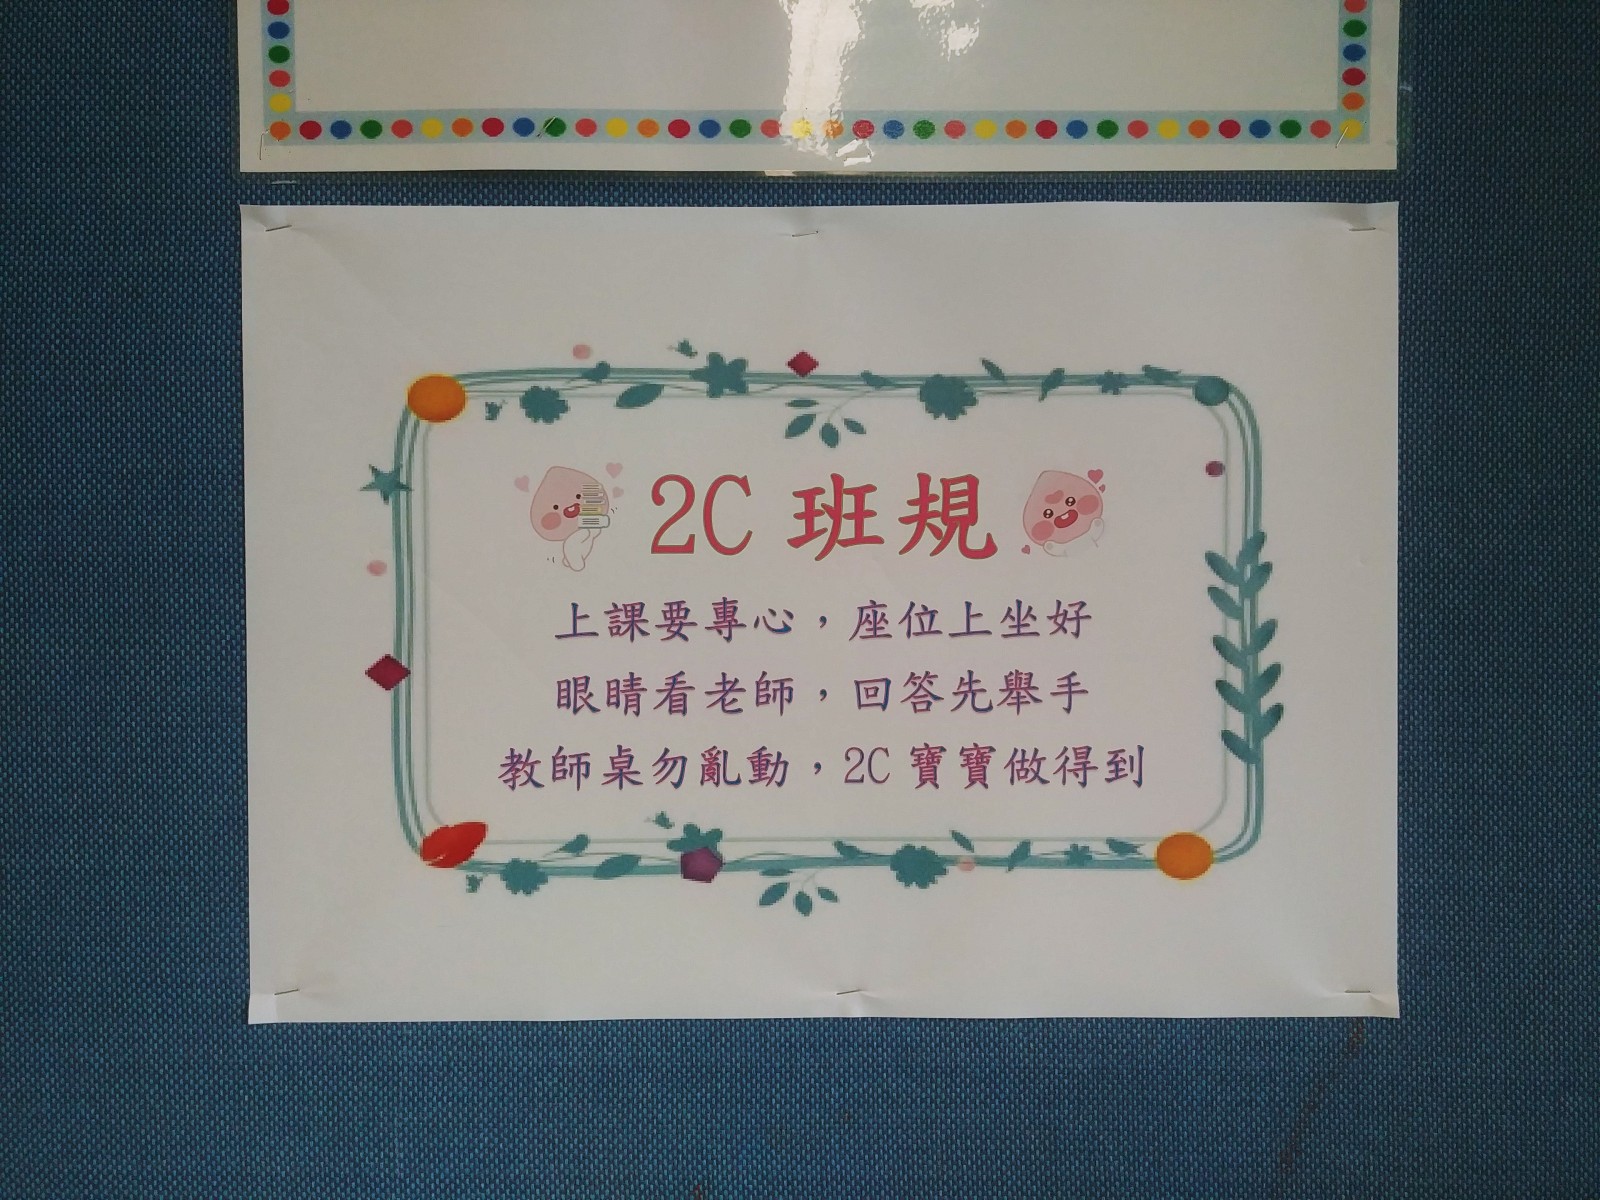 2C 班規
上課要專心，座位上坐好
眼睛看老師，回答先舉手
教師桌勿亂動，2C 寶寶做得到